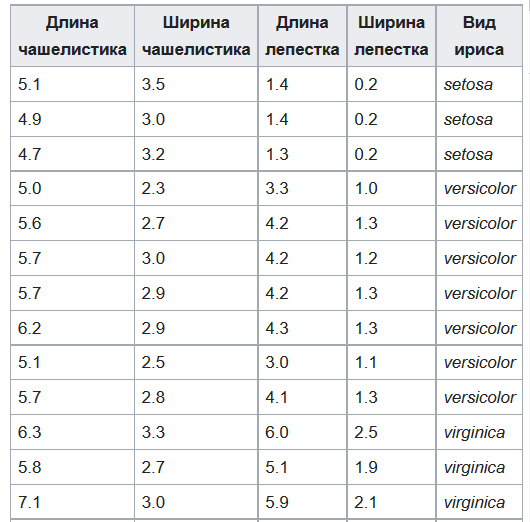 Длина чашелистика Ширина чашелистика Длина лепестка Ширина лепестка Вид ириса
5.1 3.5 1.4 0.2 setosa
4.9 3.0 1.4 0.2 setosa
4.7 3.2 1.3 0.2 setosa
5.0 2.3 3.3 1.0 versicolor
5.6 2.7 4.2 1.3 versicolor
5.7 3.0 4.2 1.2 versicolor
5.7 2.9 4.2 1.3 versicolor
6.2 2.9 4.3 1.3 versicolor
5.1 2.5 3.0 1.1 versicolor
5.7 2.8 4.1 1.3 versicolor
6.3 3.3 6.0 2.5 virginica
5.8 2.7 5.1 1.9 virginica
7.1 3.0 5.9 2.1 virginica